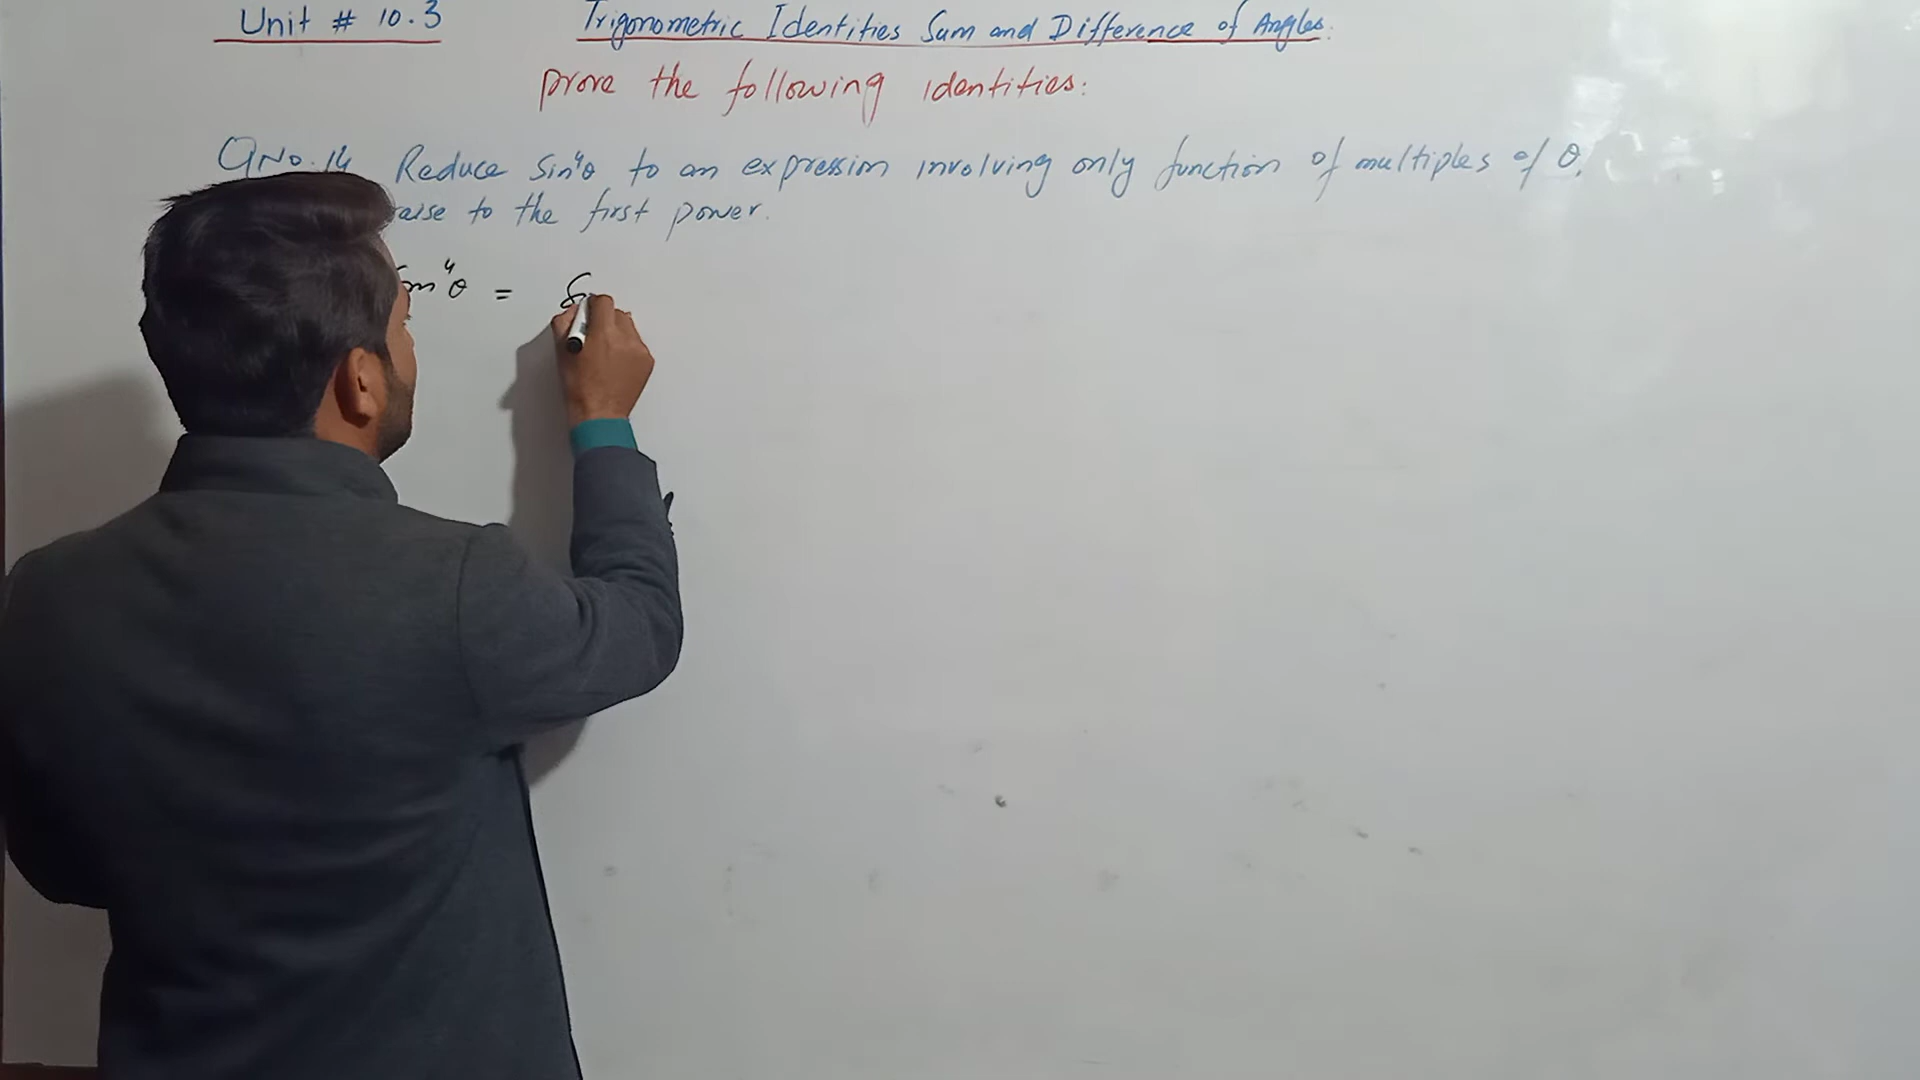 Unit # 10.3 Trigonometric Identities Sum and Difference of Angles.
prove the following identities:
QNo. 14 Reduce Sin⁴θ to an expression involving only function of multiples of θ,
aise to the first power.
Sin⁴θ = S